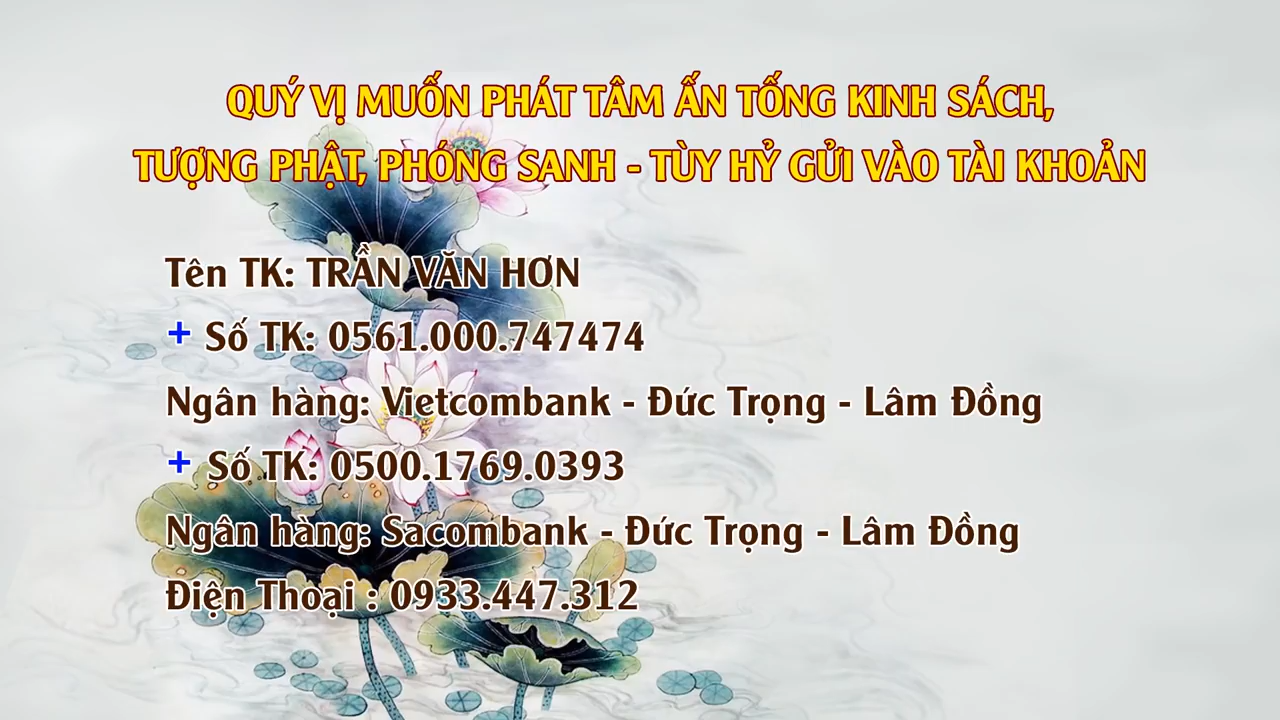 QUÝ VỊ MUỐN PHÁT TÂM ẤN TỐNG KINH SÁCH,
TƯỢNG PHẬT, PHÓNG SANH - TÙY HỶ GỬI VÀO TÀI KHOẢN
Tên TK: TRẦN VĂN HƠN
+ Số TK: 0561.000.747474
Ngân hàng: Vietcombank - Đức Trọng - Lâm Đồng
+ Số TK: 0500.1769.0393
Ngân hàng: Sacombank - Đức Trọng - Lâm Đồng
Điện Thoại : 0933.447.312